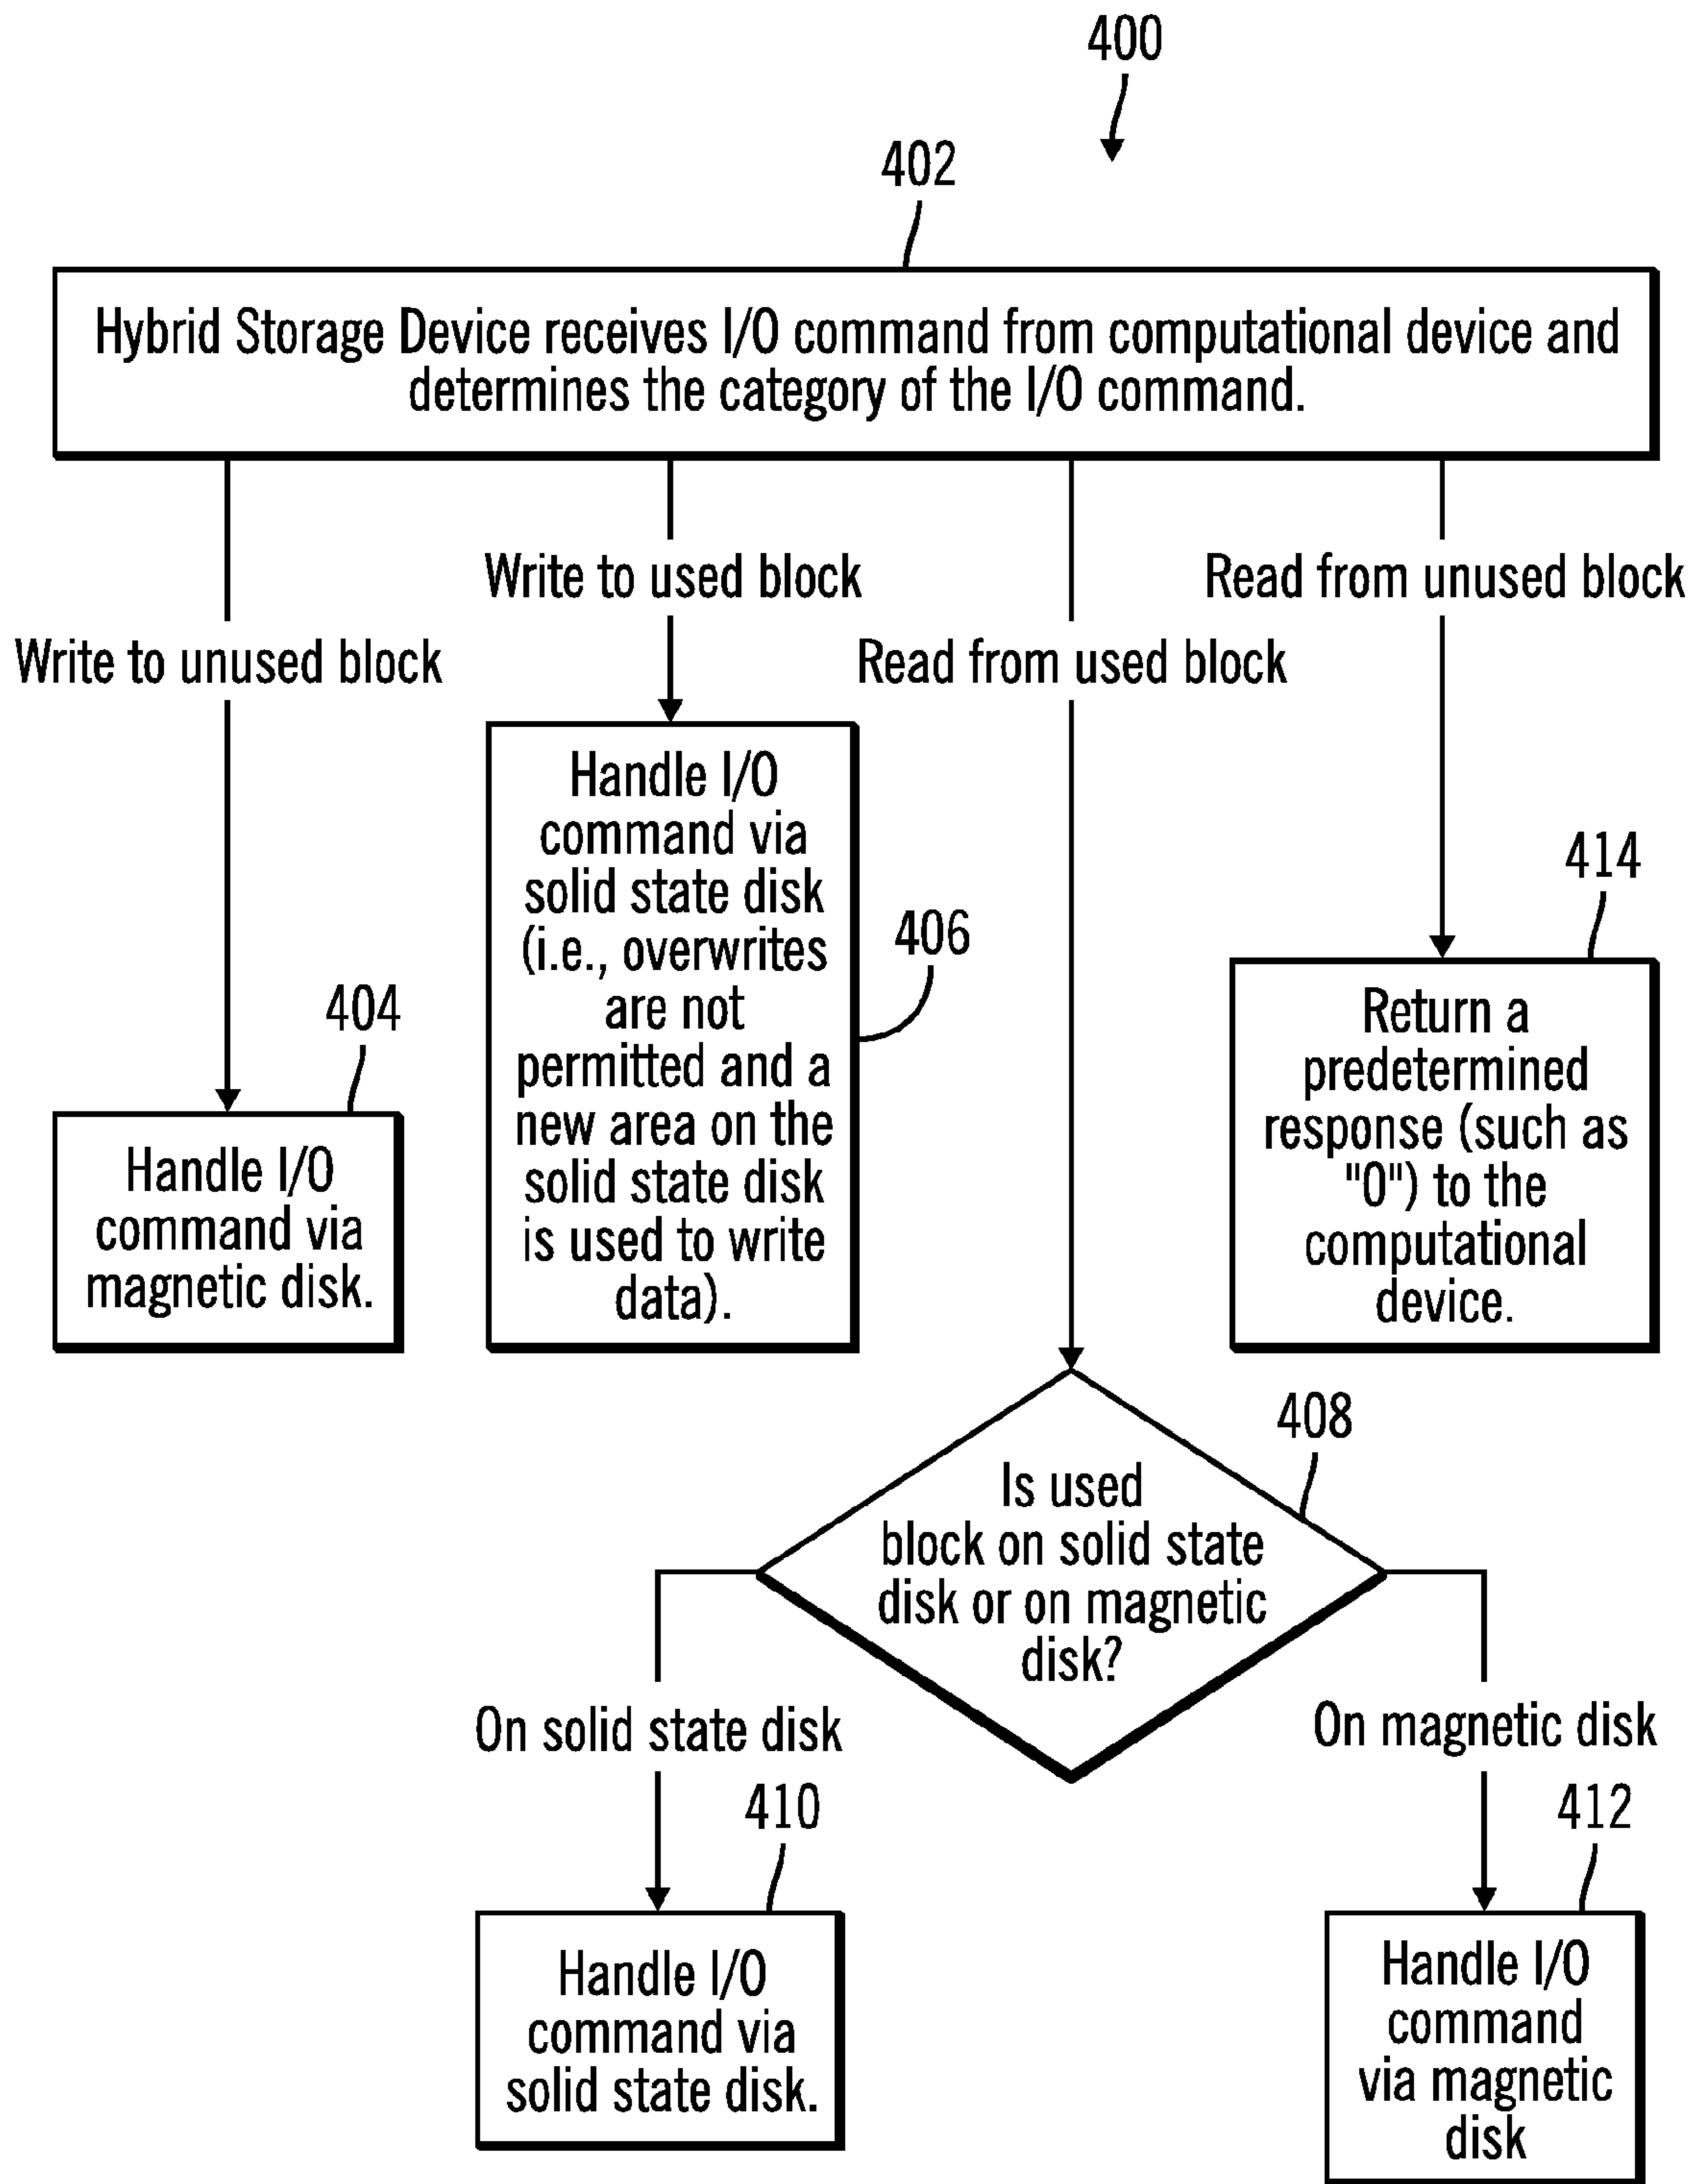 400
402
Hybrid Storage Device receives I/O command from computational device and
determines the category of the I/O command.
Write to used block
Read from unused block
Write to unused block
Read from used block
404
Handle I/O
command via
magnetic disk.
406
Handle I/O
command via
solid state disk
(i.e., overwrites
are not
permitted and a
new area on the
solid state disk
is used to write
data).
414
Return a
predetermined
response (such as
"0") to the
computational
device.
408
Is used
block on solid state
disk or on magnetic
disk?
On solid state disk
On magnetic disk
410
Handle I/O
command via
solid state disk.
412
Handle I/O
command
via magnetic
disk